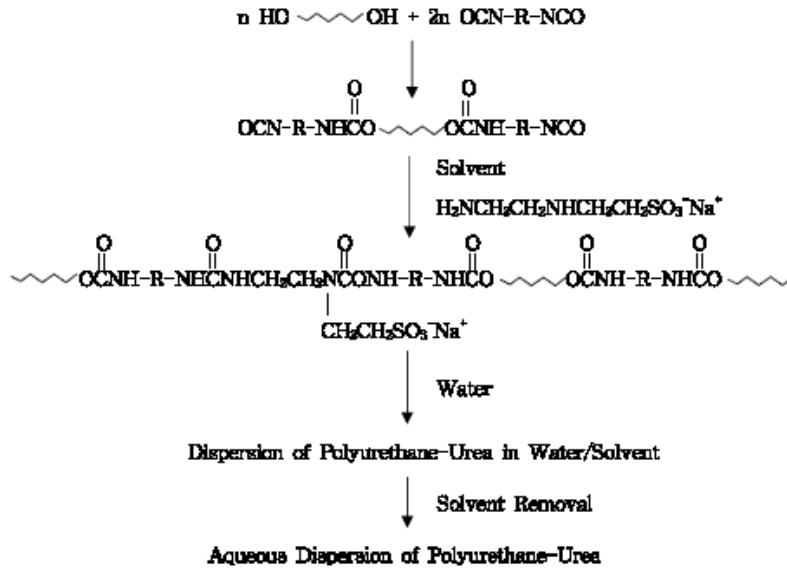 n HO OH + 2n OCN-R-NCO
O O
OCN-R-NHCO OCNH-R-NCO
Solvent
H₂NCH₂CH₂NHCH₂CH₂SO₃⁻Na⁺
O O O O O O
OCNH-R-NHCNHCH₂CH₂NCONH-R-NHCO OCNH-R-NHCO
CH₂CH₂SO₃⁻Na⁺
Water
Dispersion of Polyurethane-Urea in Water/Solvent
Solvent Removal
Aqueous Dispersion of Polyurethane-Urea